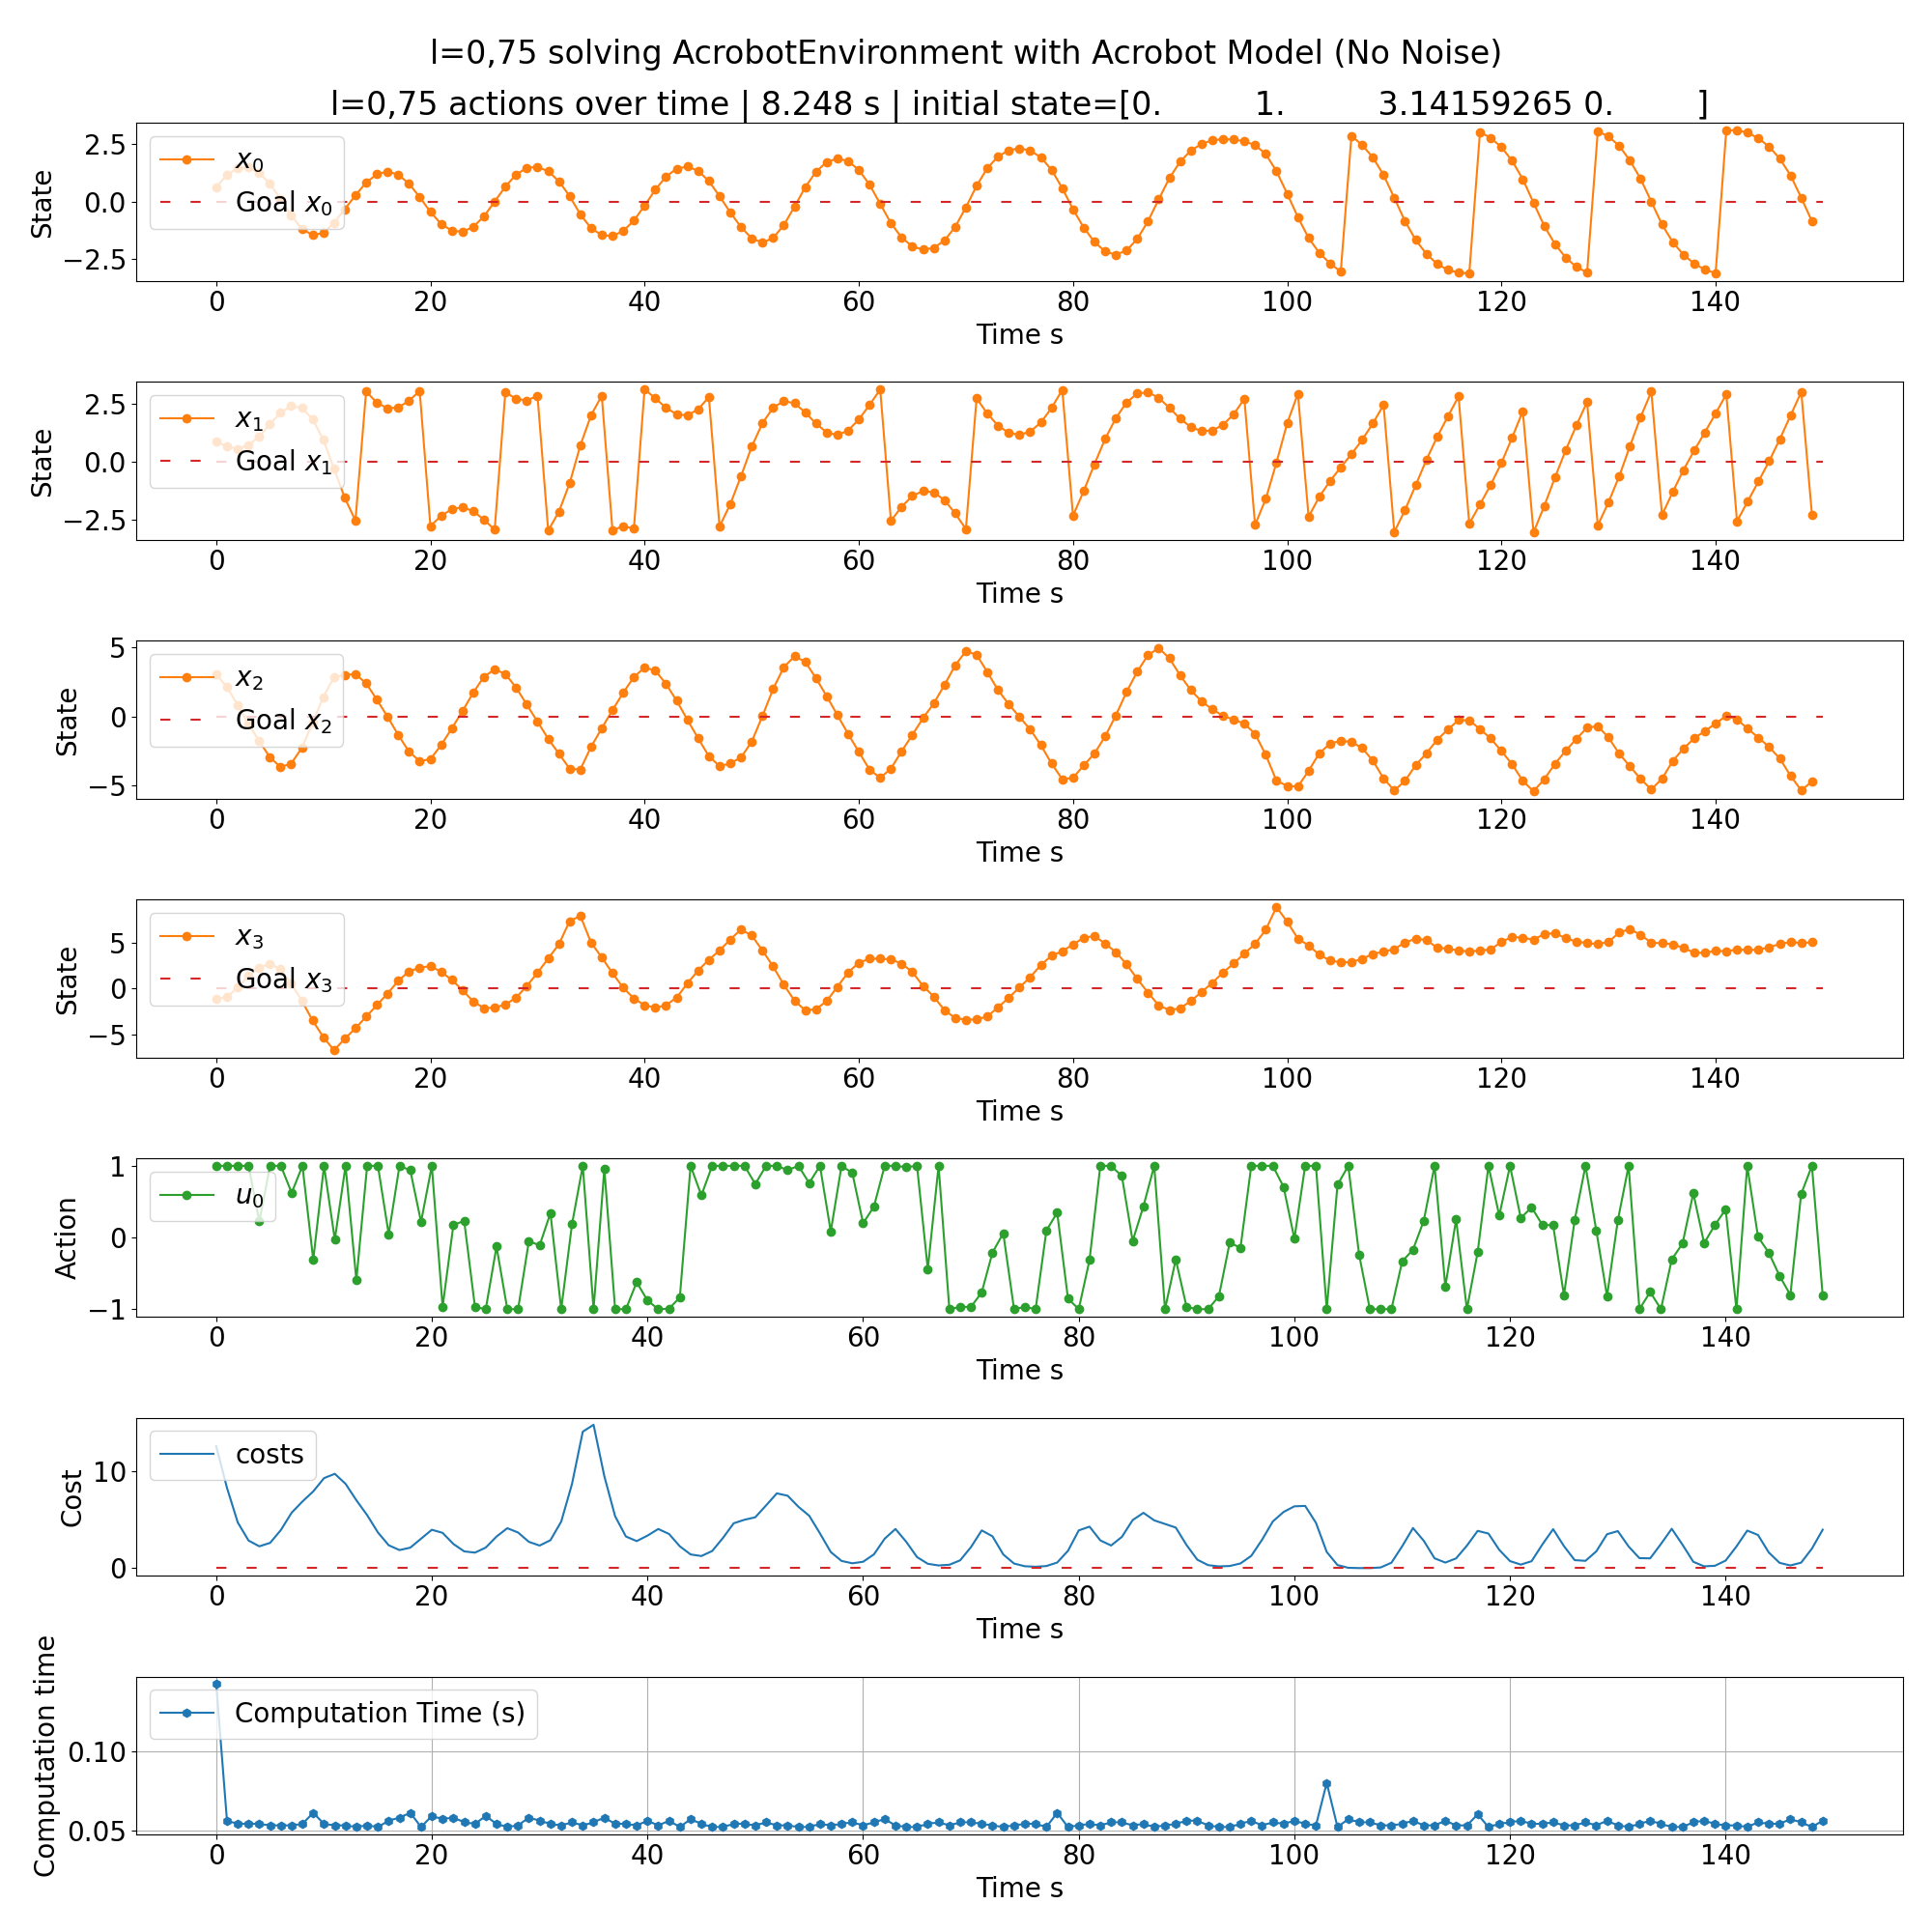 l=0,75 solving AcrobotEnvironment with Acrobot Model (No Noise)
l=0,75 actions over time | 8.248 s | initial state=[0. 1. 3.14159265 0. ]
State
2.5
0.0
−2.5
x0
Goal x0
0 20 40 60 80 100 120 140
Time s
State
2.5
0.0
−2.5
x1
Goal x1
0 20 40 60 80 100 120 140
Time s
State
5
0
−5
x2
Goal x2
0 20 40 60 80 100 120 140
Time s
State
5
0
−5
x3
Goal x3
0 20 40 60 80 100 120 140
Time s
Action
1
0
−1
u0
0 20 40 60 80 100 120 140
Time s
Cost
10
0
costs
0 20 40 60 80 100 120 140
Time s
Computation time
0.10
0.05
Computation Time (s)
0 20 40 60 80 100 120 140
Time s